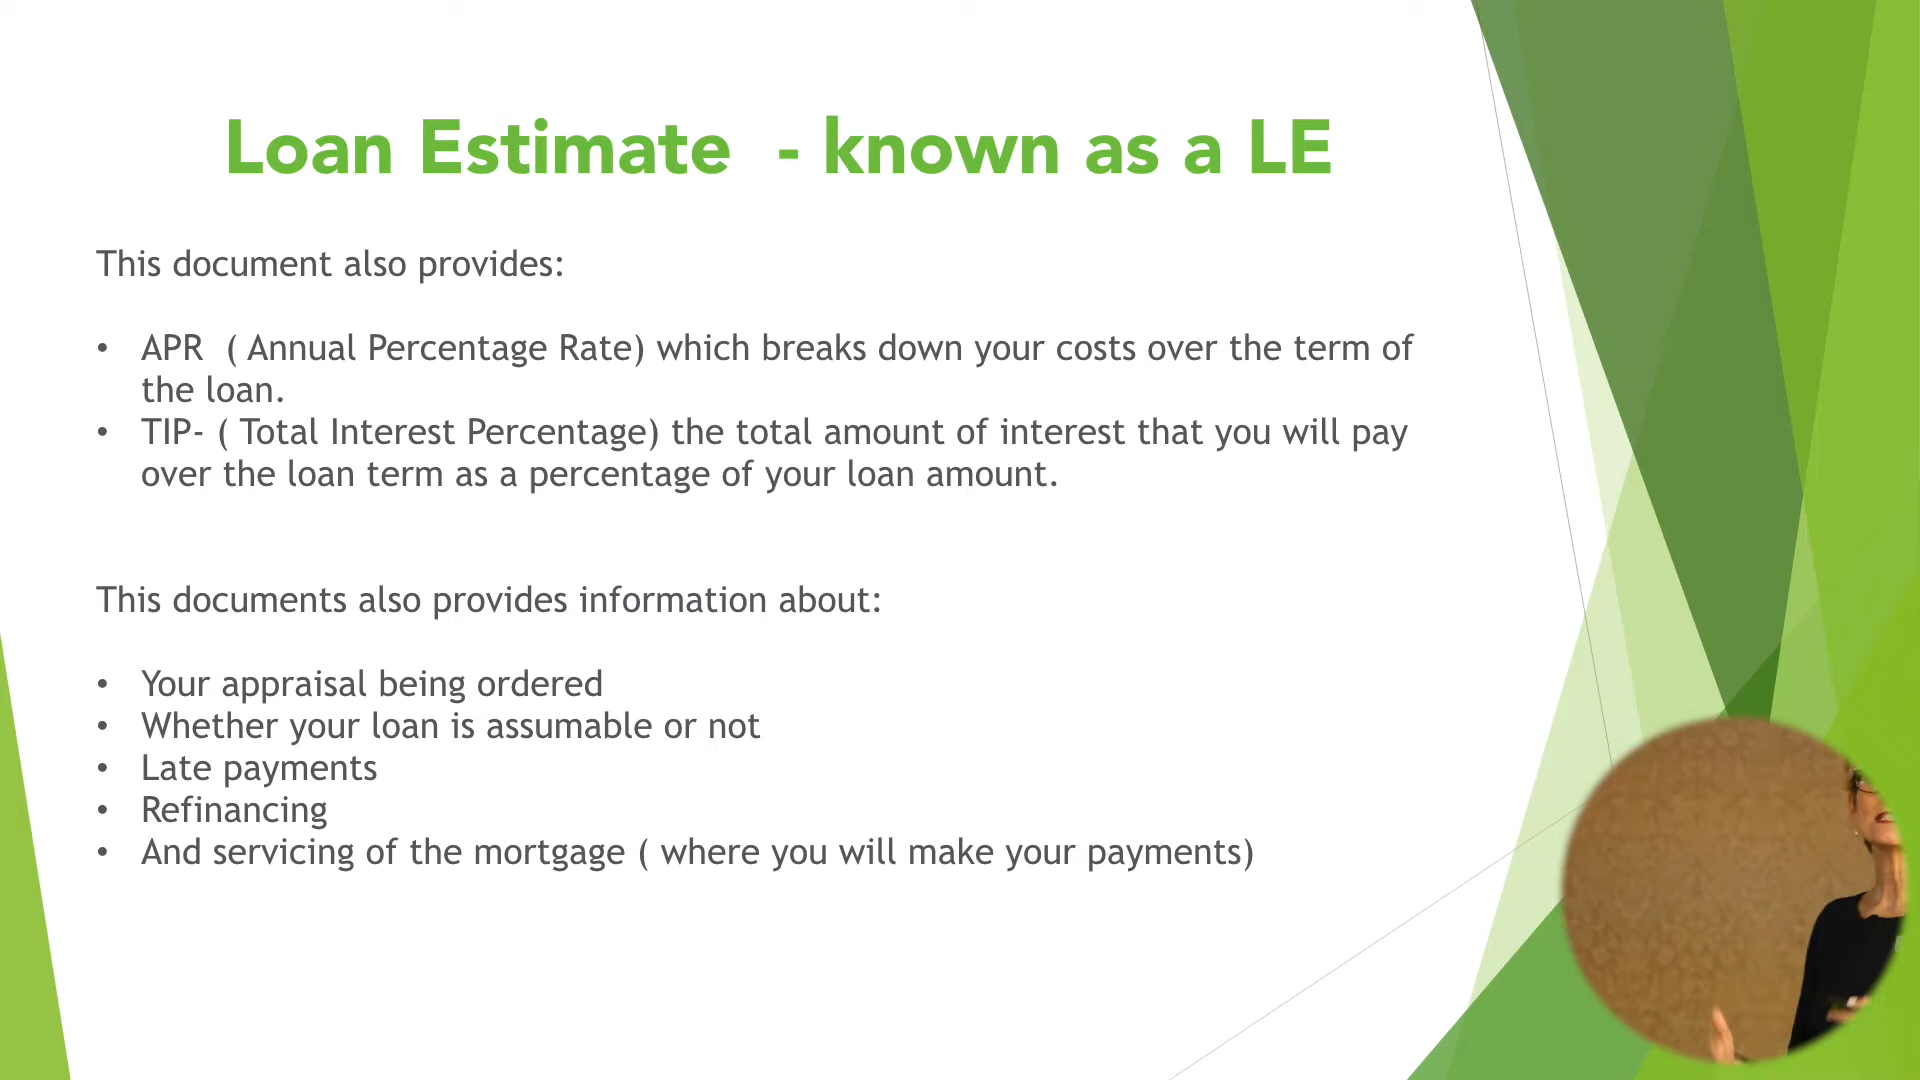 Loan Estimate  - known as a LE
This document also provides:
• APR  ( Annual Percentage Rate) which breaks down your costs over the term of
the loan.
• TIP- ( Total Interest Percentage) the total amount of interest that you will pay
over the loan term as a percentage of your loan amount.
This documents also provides information about:
• Your appraisal being ordered
• Whether your loan is assumable or not
• Late payments
• Refinancing
• And servicing of the mortgage ( where you will make your payments)